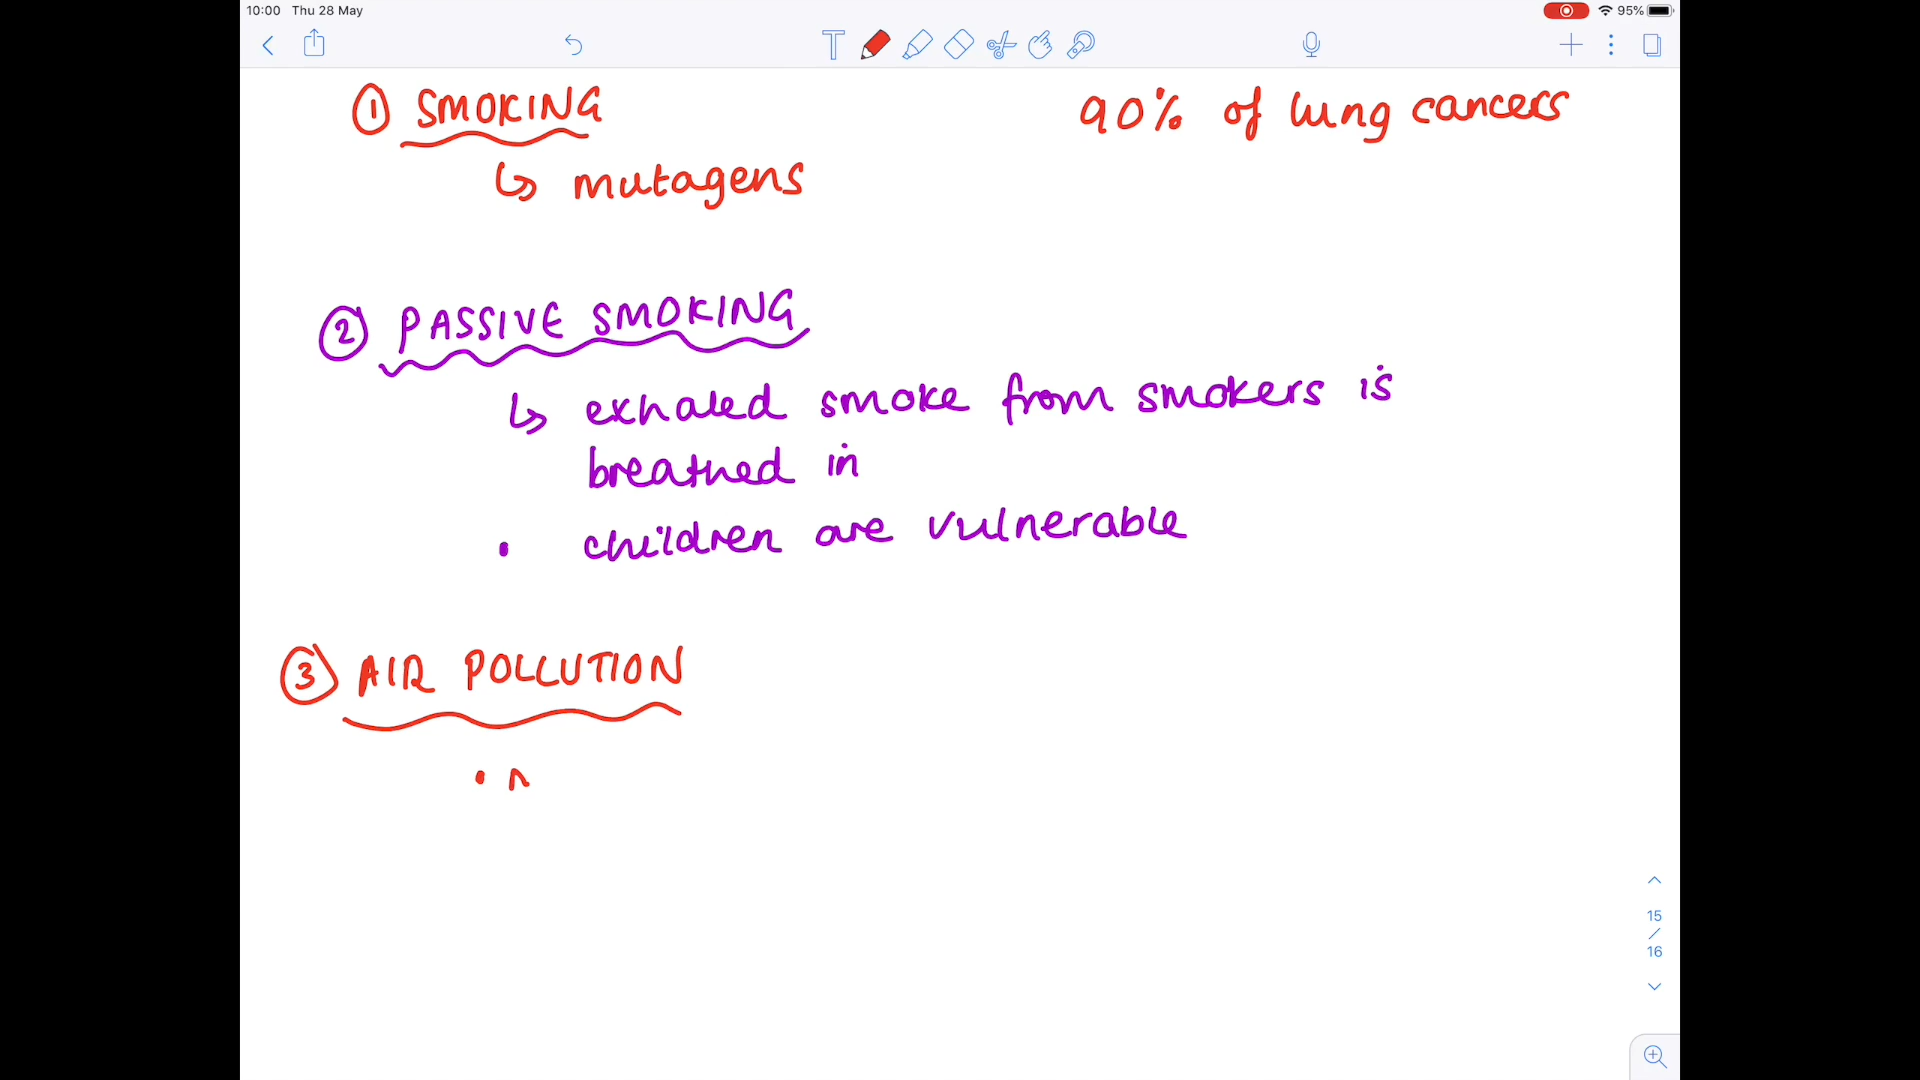 10:00 Thu 28 May
95%
T
① SMOKING
90% of lung cancers
↳ mutagens
② PASSIVE SMOKING
↳ exhaled smoke from smokers is
breathed in
• children are vulnerable
③ AIR POLLUTION
•
15
/
16